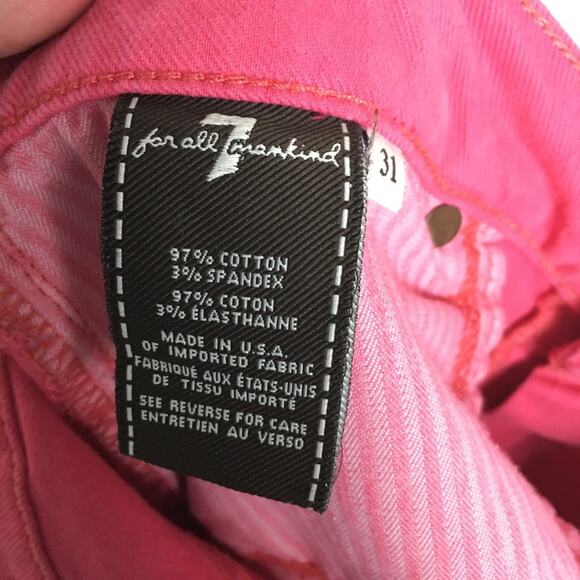 for all 7 mankind
31
97% COTTON
3% SPANDEX
97% COTON
3% ÉLASTHANNE
MADE IN U.S.A.
OF IMPORTED FABRIC
FABRIQUÉ AUX ÉTATS-UNIS
DE TISSU IMPORTÉ
SEE REVERSE FOR CARE
ENTRETIEN AU VERSO